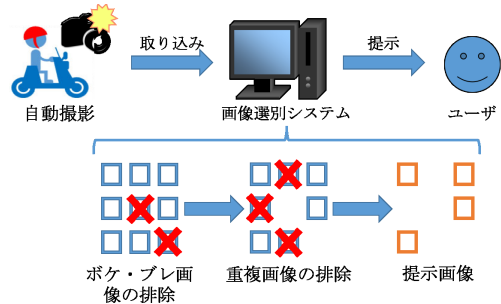 取り込み
提示
自動撮影
画像選別システム
ユーザ
ボケ・ブレ画
像の排除
重複画像の排除
提示画像